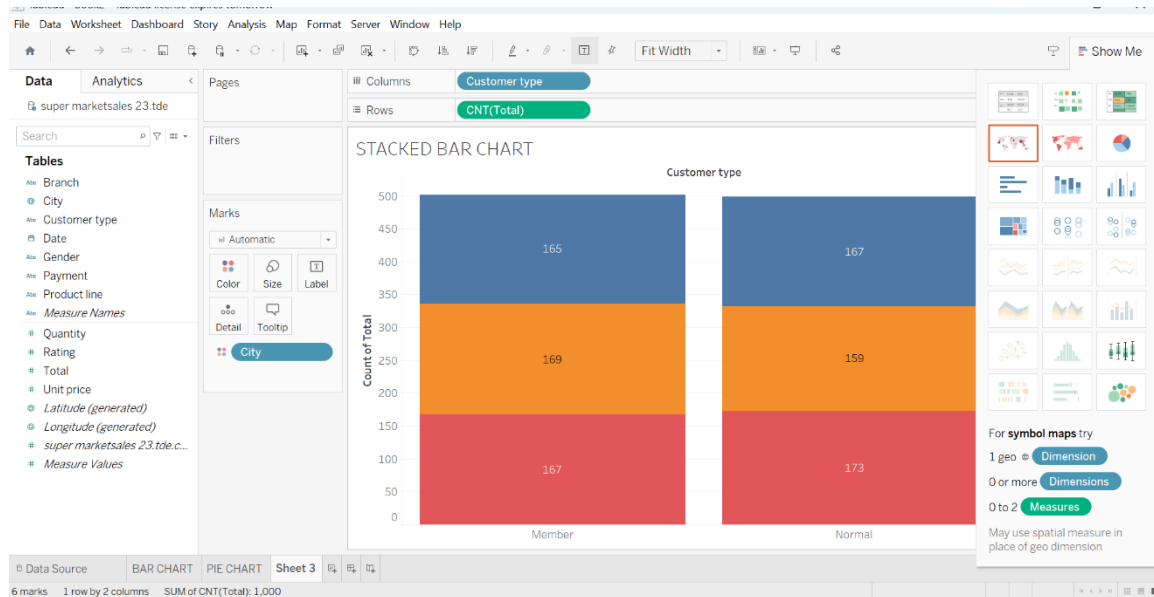 File Data Worksheet Dashboard Story Analysis Map Format Server Window Help
Fit Width
Show Me
Data Analytics
super marketsales 23.tde
Search
Tables
Abc Branch
City
Abc Customer type
Date
Abc Gender
Abc Payment
Abc Product line
Abc Measure Names
# Quantity
# Rating
# Total
# Unit price
Latitude (generated)
Longitude (generated)
# super marketsales 23.tde.c...
# Measure Values
Pages
Filters
Marks
Automatic
Color Size Label
Detail Tooltip
City
Columns Customer type
Rows CNT(Total)
STACKED BAR CHART
Customer type
Count of Total
500
450
400
350
300
250
200
150
100
50
0
165 167
169 159
167 173
Member Normal
For symbol maps try
1 geo Dimension
0 or more Dimensions
0 to 2 Measures
May use spatial measure in
place of geo dimension
Data Source BAR CHART PIE CHART Sheet 3
6 marks 1 row by 2 columns SUM of CNT(Total): 1,000